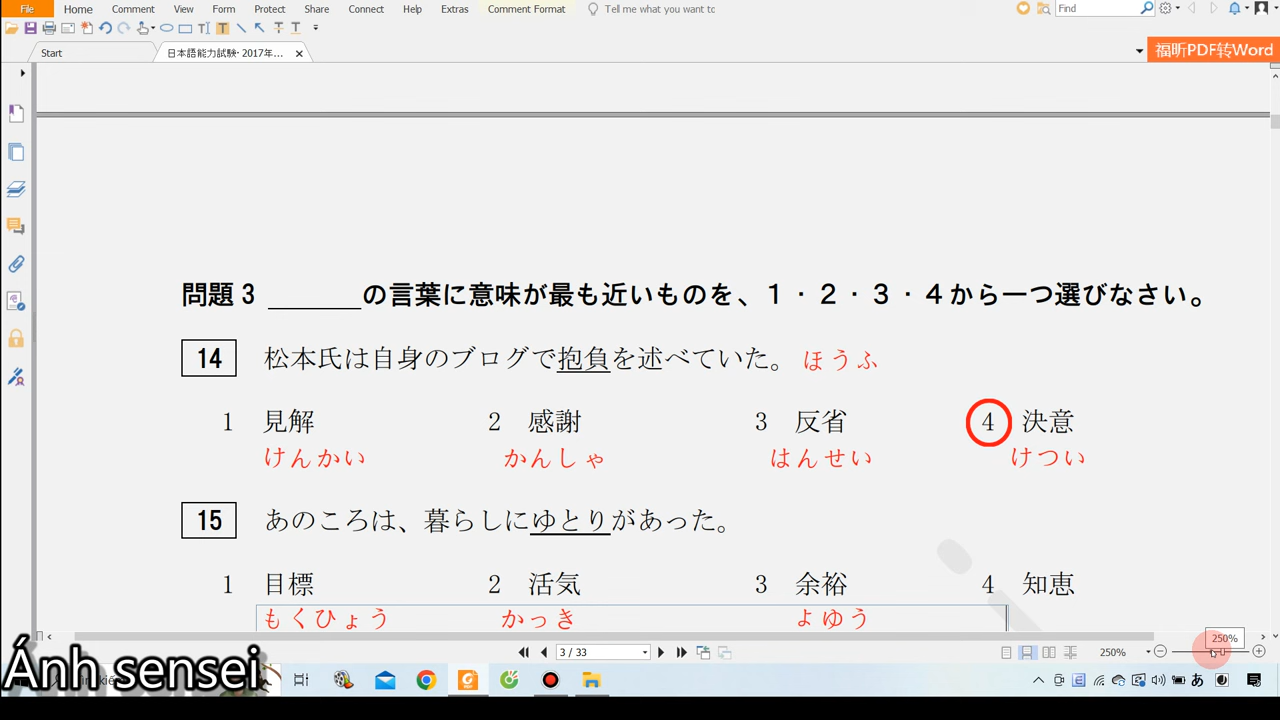 File Home Comment View Form Protect Share Connect Help Extras Comment Format Tell me what you want to Find
Start 日本語能力試験- 2017年... 福昕PDF转Word
問題3 ______の言葉に意味が最も近いものを、1・2・3・4から一つ選びなさい。
14 松本氏は自身のブログで抱負を述べていた。 ほうふ
1 見解 2 感謝 3 反省 4 決意
けんかい かんしゃ はんせい けつい
15 あのころは、暮らしにゆとりがあった。
1 目標 2 活気 3 余裕 4 知恵
もくひょう かっき よゆう
250%
3 / 33 250%
Ánh sensei